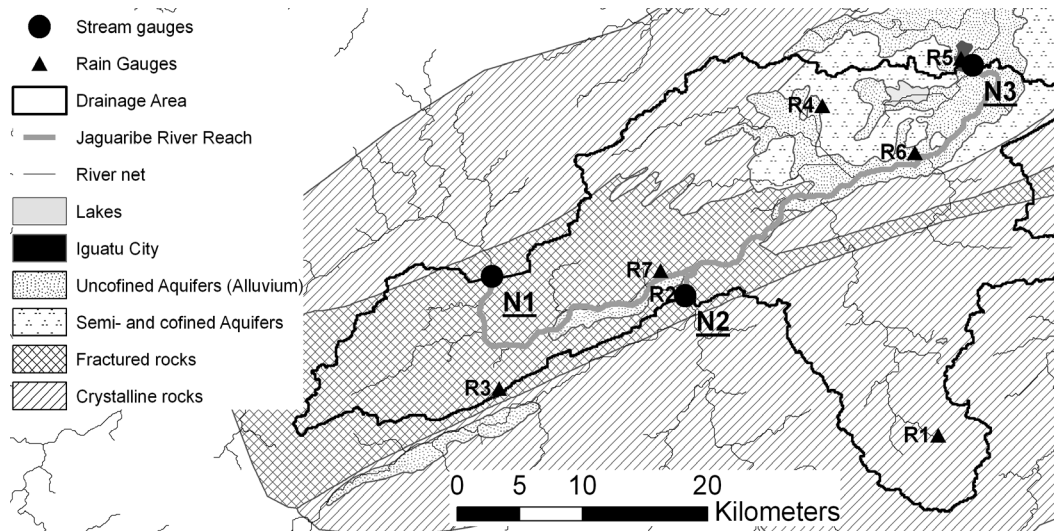 Stream gauges
Rain Gauges
Drainage Area
Jaguaribe River Reach
River net
Lakes
Iguatu City
Uncofined Aquifers (Alluvium)
Semi- and cofined Aquifers
Fractured rocks
Crystalline rocks
R5
N3
R4
R6
R7
N1
R2
N2
R3
R1
0 5 10 20
Kilometers